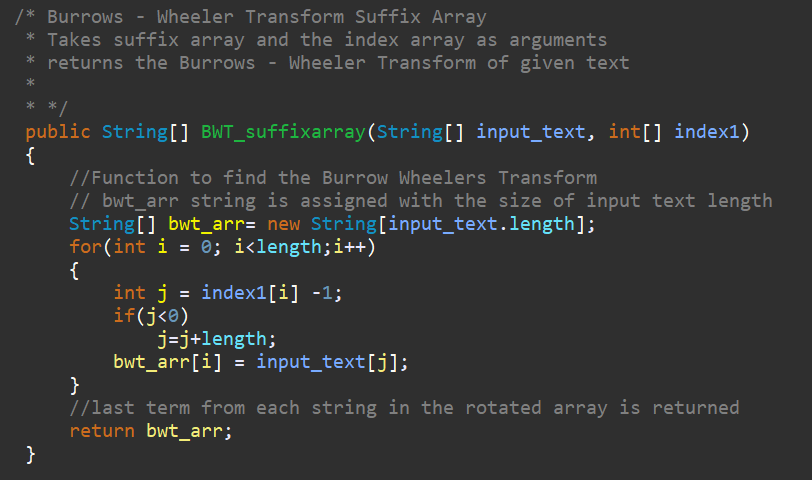 /* Burrows - Wheeler Transform Suffix Array
 * Takes suffix array and the index array as arguments
 * returns the Burrows - Wheeler Transform of given text
 *
 * */
 public String[] BWT_suffixarray(String[] input_text, int[] index1)
 {
     //Function to find the Burrow Wheelers Transform
     // bwt_arr string is assigned with the size of input text length
     String[] bwt_arr= new String[input_text.length];
     for(int i = 0; i<length;i++)
     {
         int j = index1[i] -1;
         if(j<0)
             j=j+length;
         bwt_arr[i] = input_text[j];
     }
     //last term from each string in the rotated array is returned
     return bwt_arr;
 }